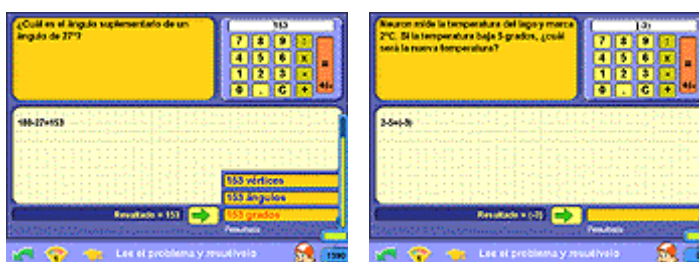 ¿Cuál es el ángulo suplementario de un
ángulo de 27º?
153
7 8 9 ÷
4 5 6 x
1 2 3 x
0 . C +
=
180-27=153
153 vértices
153 ángulos
153 grados
Resultado = 153
Resultado
Lee el problema y resuélvelo
1390
Neuron mide la temperatura del lago y marca
2ºC. Si la temperatura baja 5 grados, ¿cuál
será la nueva temperatura?
(-3)
7 8 9
4 5 6 x
1 2 3
0 . C +
=
2-5=(-3)
Resultado = (-3)
Resultado
Lee el problema y resuélvelo